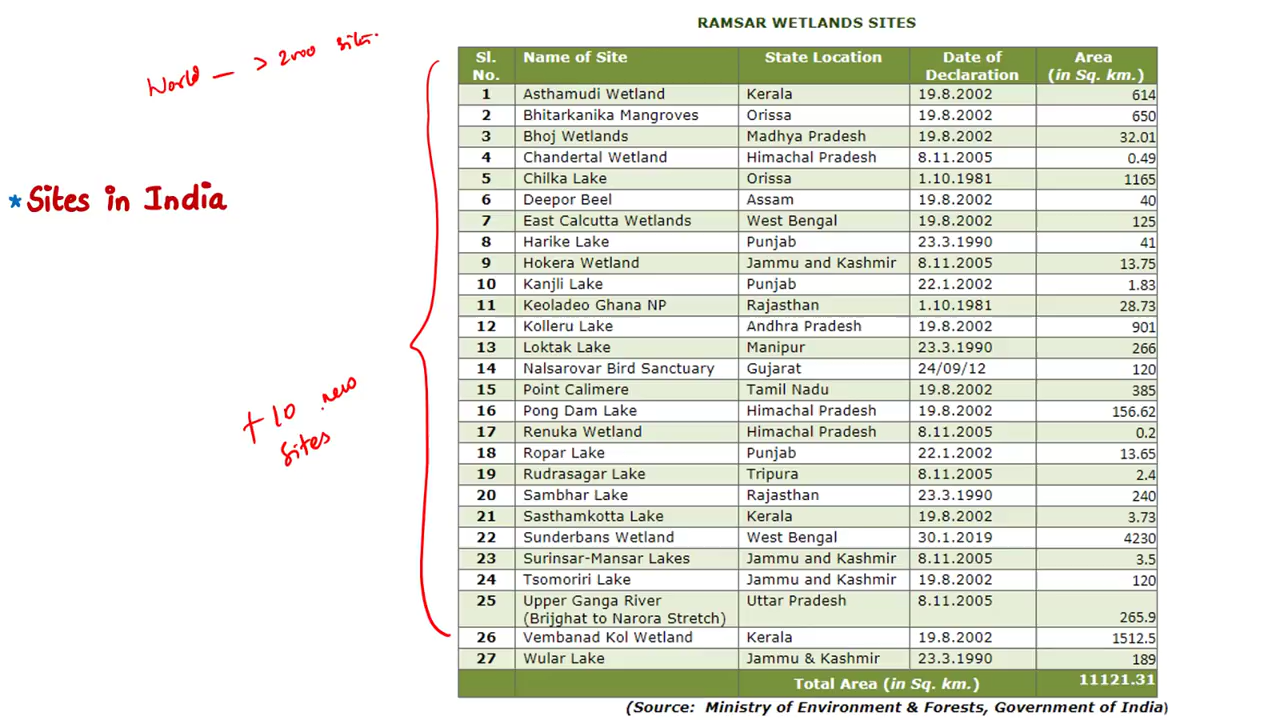 RAMSAR WETLANDS SITES
World — > 2000 sites.
* Sites in India
+10 new
sites
Sl. No. Name of Site State Location Date of Declaration Area (in Sq. km.)
1 Asthamudi Wetland Kerala 19.8.2002 614
2 Bhitarkanika Mangroves Orissa 19.8.2002 650
3 Bhoj Wetlands Madhya Pradesh 19.8.2002 32.01
4 Chandertal Wetland Himachal Pradesh 8.11.2005 0.49
5 Chilka Lake Orissa 1.10.1981 1165
6 Deepor Beel Assam 19.8.2002 40
7 East Calcutta Wetlands West Bengal 19.8.2002 125
8 Harike Lake Punjab 23.3.1990 41
9 Hokera Wetland Jammu and Kashmir 8.11.2005 13.75
10 Kanjli Lake Punjab 22.1.2002 1.83
11 Keoladeo Ghana NP Rajasthan 1.10.1981 28.73
12 Kolleru Lake Andhra Pradesh 19.8.2002 901
13 Loktak Lake Manipur 23.3.1990 266
14 Nalsarovar Bird Sanctuary Gujarat 24/09/12 120
15 Point Calimere Tamil Nadu 19.8.2002 385
16 Pong Dam Lake Himachal Pradesh 19.8.2002 156.62
17 Renuka Wetland Himachal Pradesh 8.11.2005 0.2
18 Ropar Lake Punjab 22.1.2002 13.65
19 Rudrasagar Lake Tripura 8.11.2005 2.4
20 Sambhar Lake Rajasthan 23.3.1990 240
21 Sasthamkotta Lake Kerala 19.8.2002 3.73
22 Sunderbans Wetland West Bengal 30.1.2019 4230
23 Surinsar-Mansar Lakes Jammu and Kashmir 8.11.2005 3.5
24 Tsomoriri Lake Jammu and Kashmir 19.8.2002 120
25 Upper Ganga River Uttar Pradesh 8.11.2005
(Brijghat to Narora Stretch) 265.9
26 Vembanad Kol Wetland Kerala 19.8.2002 1512.5
27 Wular Lake Jammu & Kashmir 23.3.1990 189
Total Area (in Sq. km.) 11121.31
(Source: Ministry of Environment & Forests, Government of India)